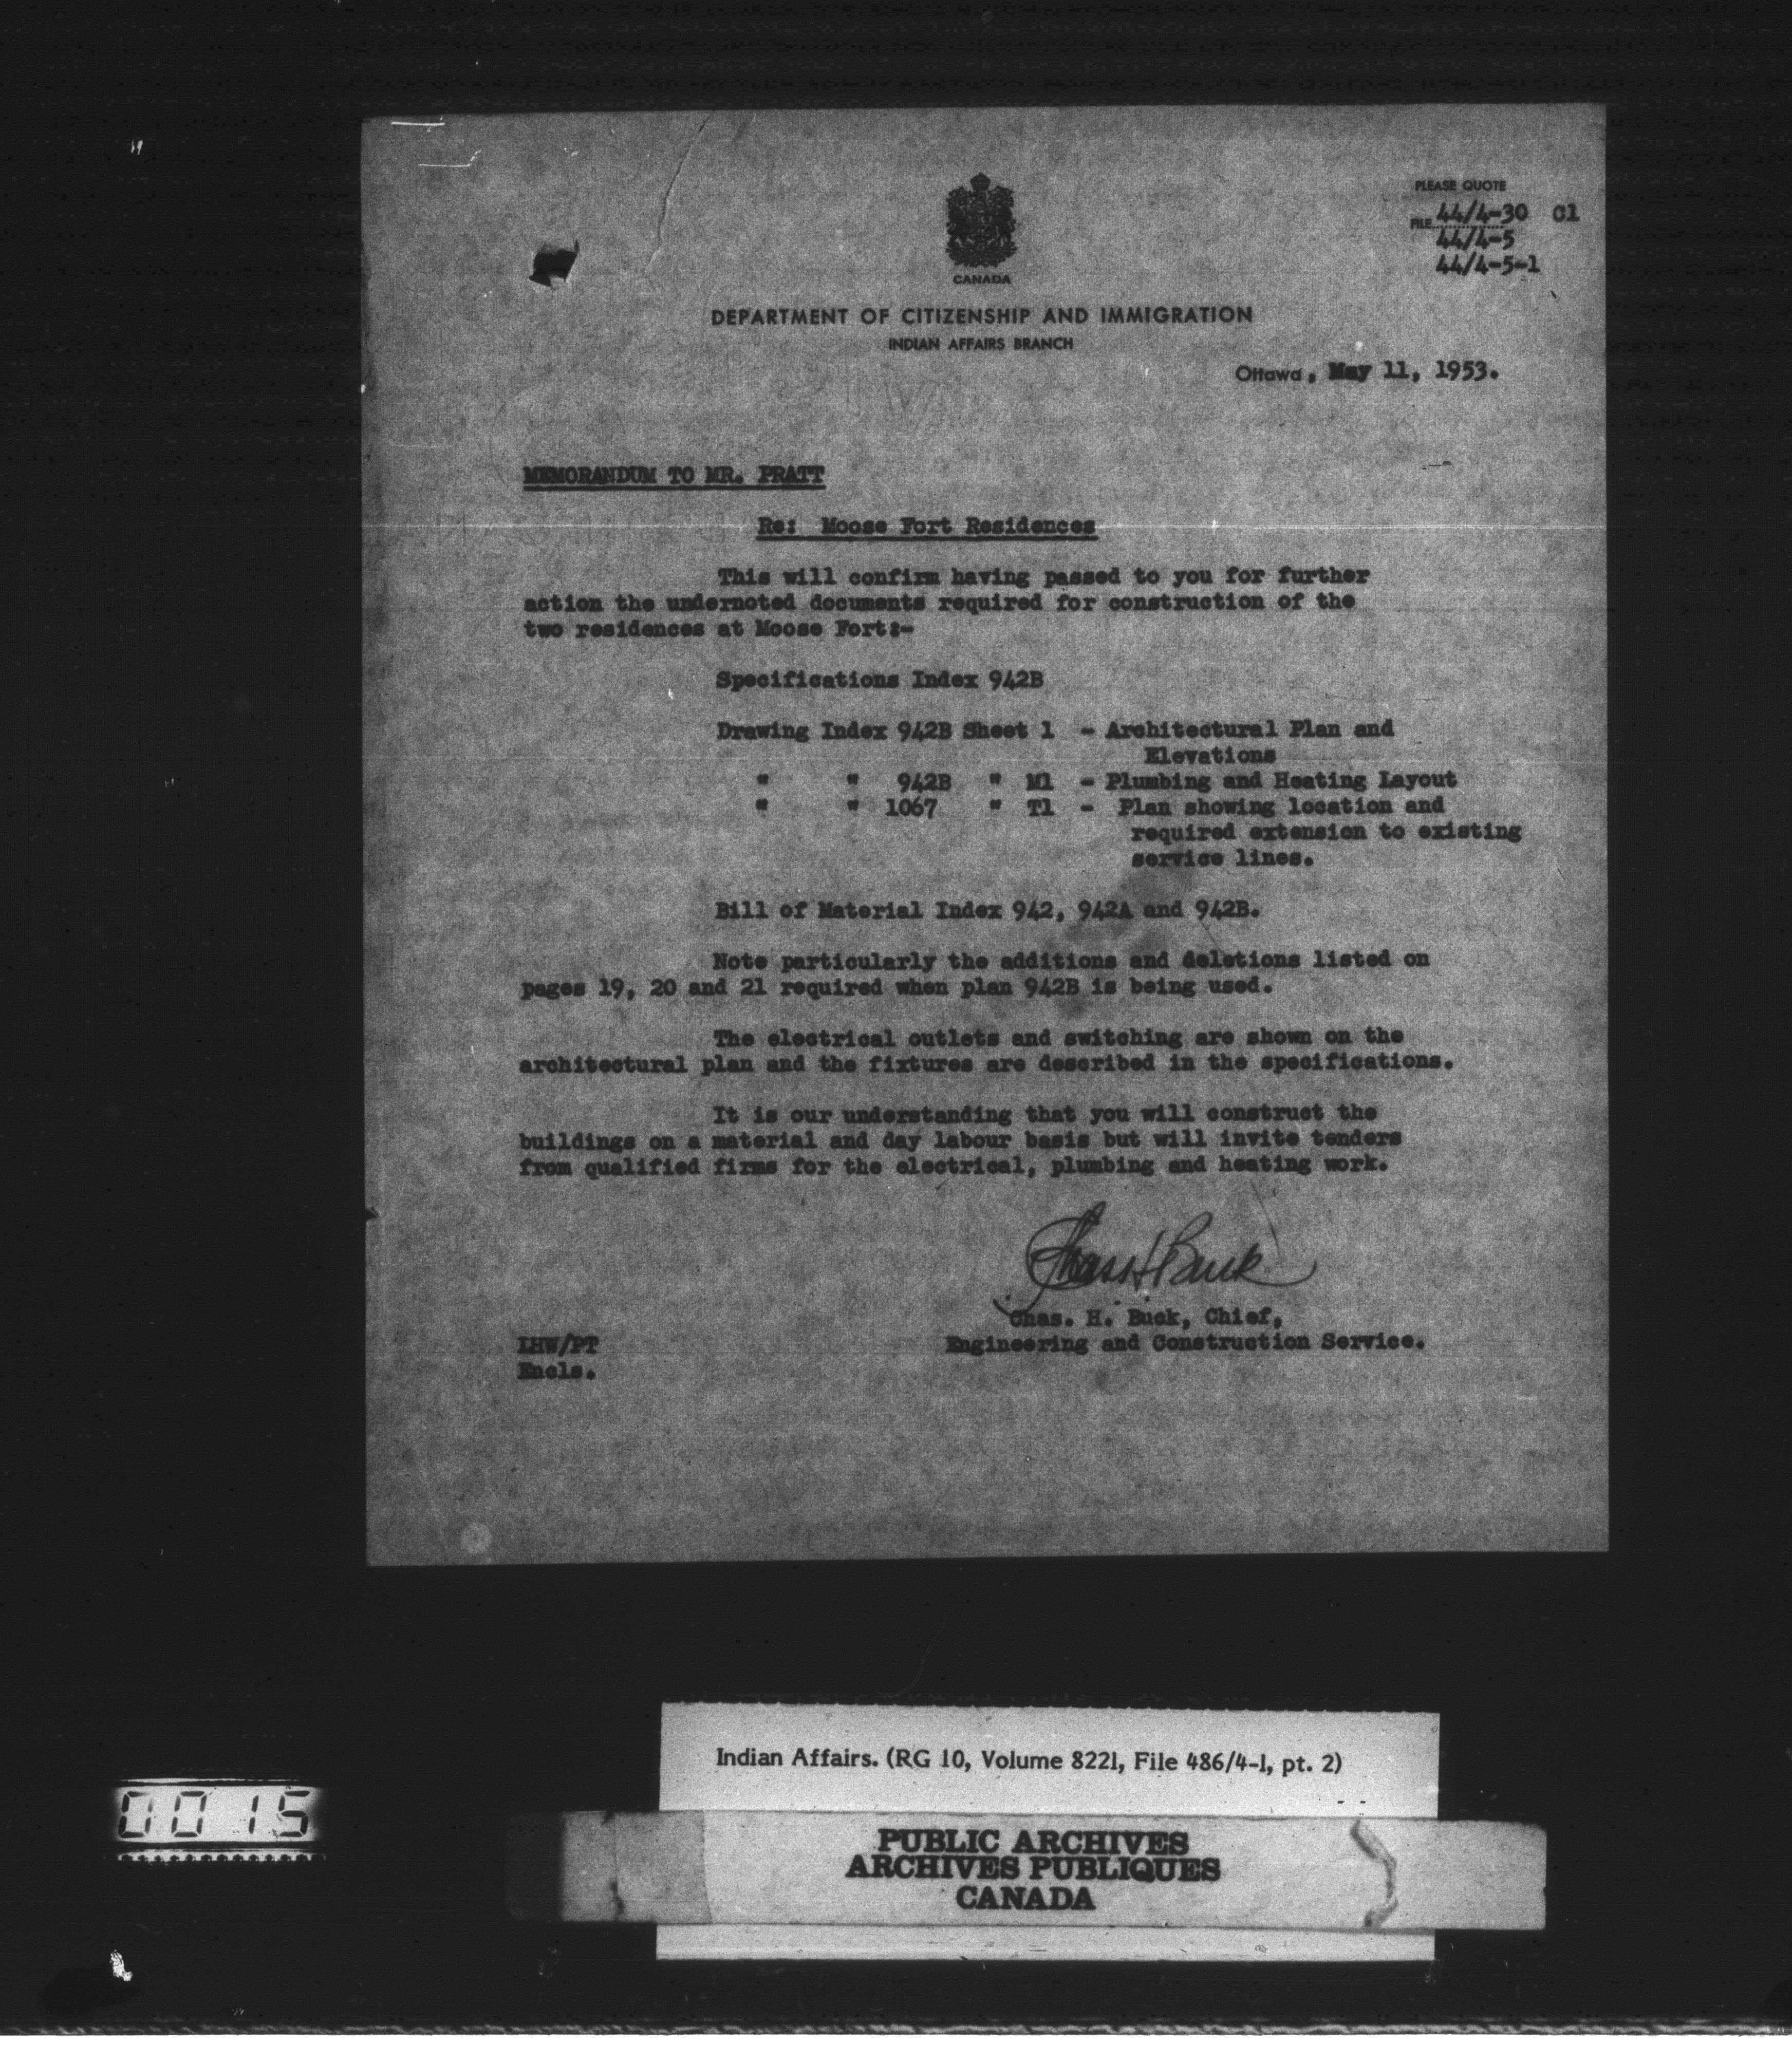 PLEASE QUOTE
FILE 44/4-30 C1
44/4-5
44/4-5-1
CANADA
DEPARTMENT OF CITIZENSHIP AND IMMIGRATION
INDIAN AFFAIRS BRANCH
Ottawa, May 11, 1953.
MEMORANDUM TO MR. PRATT
Re: Moose Fort Residences
This will confirm having passed to you for further
action the undernoted documents required for construction of the
two residences at Moose Fort:-
Specifications Index 942B
Drawing Index 942B Sheet 1 - Architectural Plan and
Elevations
" " 942B " M1 - Plumbing and Heating Layout
" " 1067 " T1 - Plan showing location and
required extension to existing
service lines.
Bill of Material Index 942, 942A and 942B.
Note particularly the additions and deletions listed on
pages 19, 20 and 21 required when plan 942B is being used.
The electrical outlets and switching are shown on the
architectural plan and the fixtures are described in the specifications.
It is our understanding that you will construct the
buildings on a material and day labour basis but will invite tenders
from qualified firms for the electrical, plumbing and heating work.
Chas H Buck
Chas. H. Buck, Chief,
Engineering and Construction Service.
LHW/PT
Encls.
Indian Affairs. (RG 10, Volume 8221, File 486/4-1, pt. 2)
0015
PUBLIC ARCHIVES
ARCHIVES PUBLIQUES
CANADA